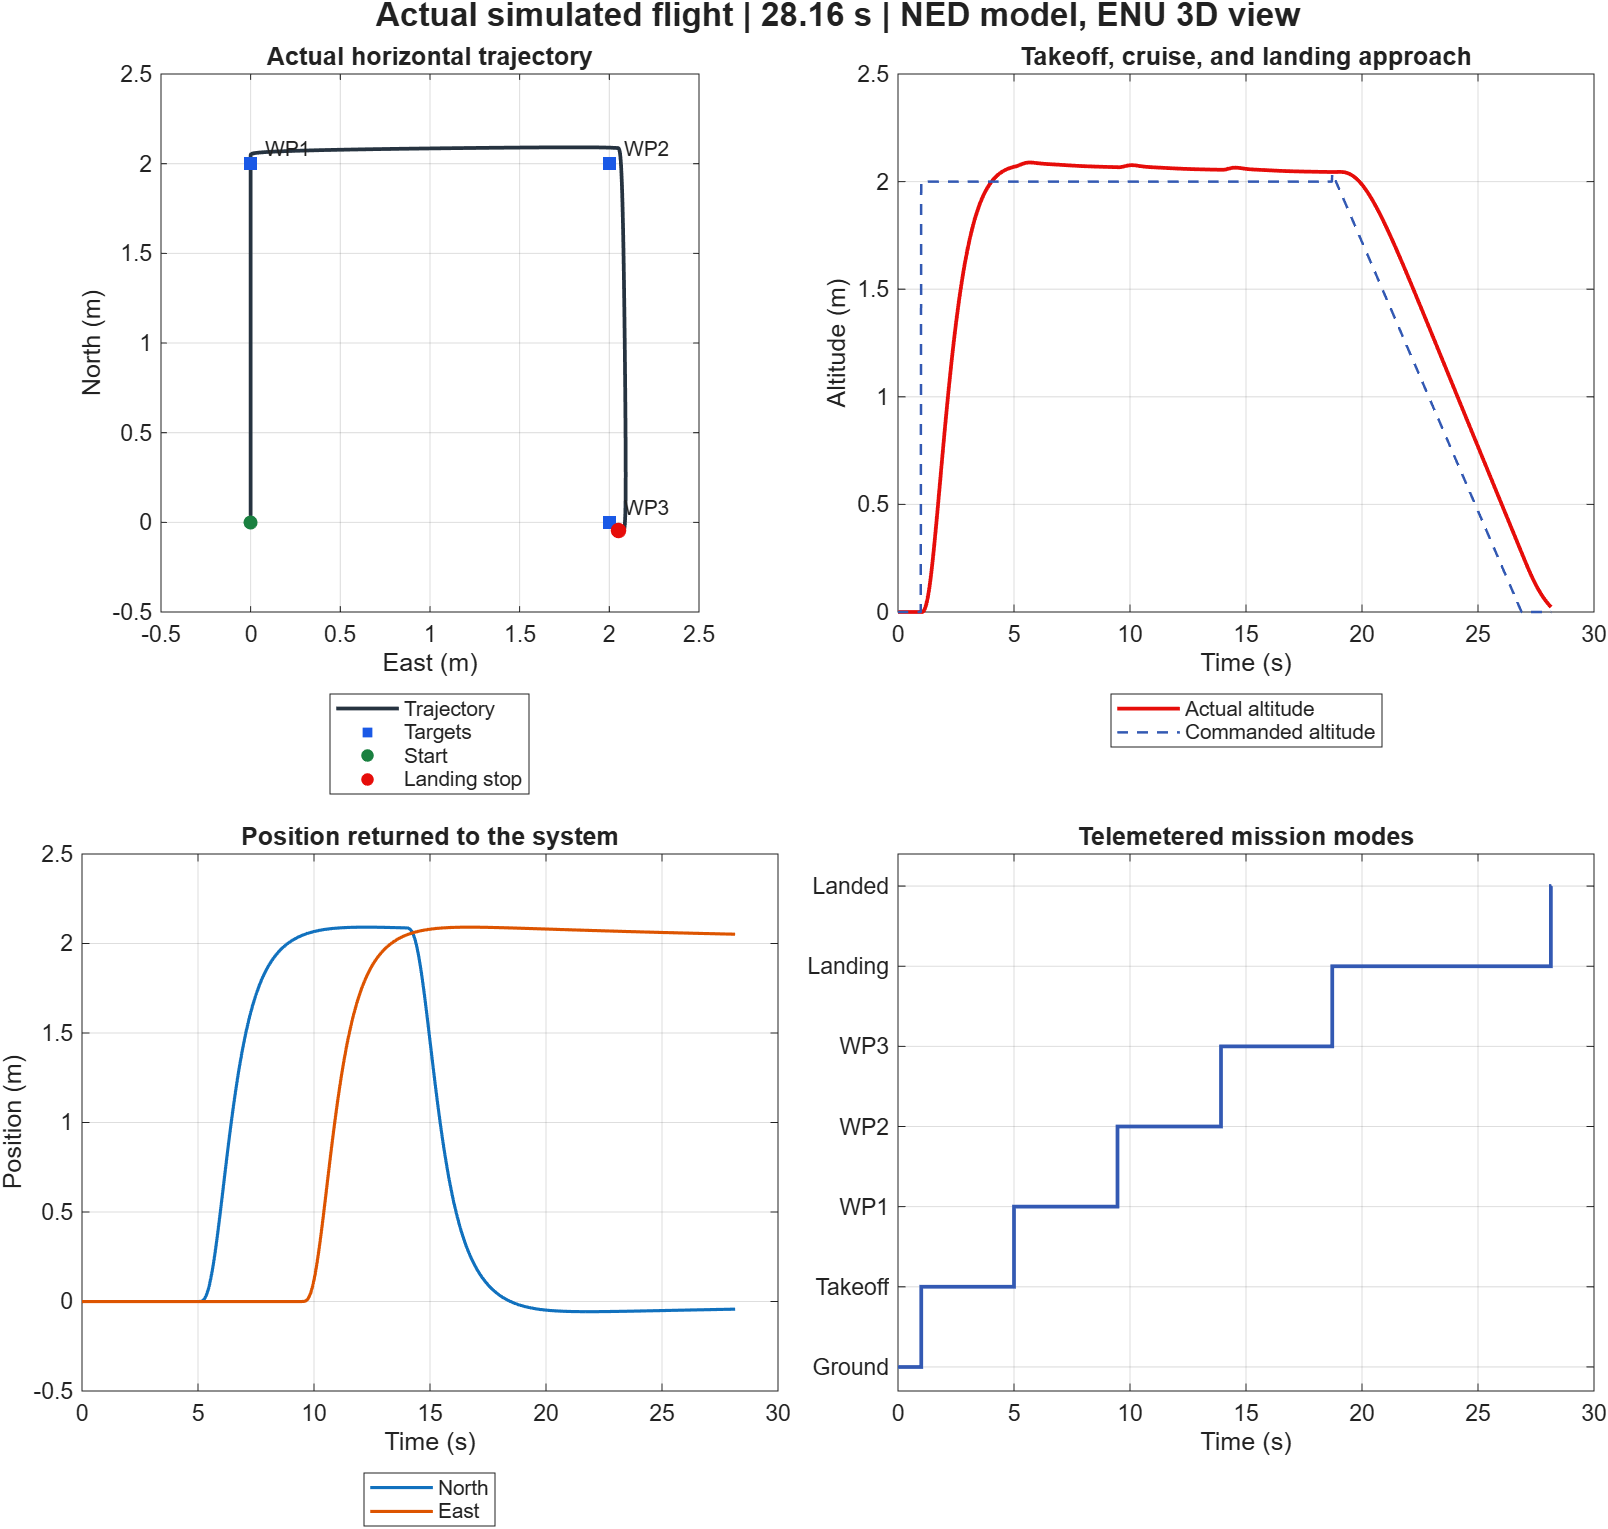 Actual simulated flight | 28.16 s | NED model, ENU 3D view
Actual horizontal trajectory
2.5
2
1.5
1
0.5
0
-0.5
North (m)
WP1
WP2
WP3
-0.5
0
0.5
1
1.5
2
2.5
East (m)
Trajectory
Targets
Start
Landing stop
Takeoff, cruise, and landing approach
2.5
2
1.5
1
0.5
0
Altitude (m)
0
5
10
15
20
25
30
Time (s)
Actual altitude
Commanded altitude
Position returned to the system
2.5
2
1.5
1
0.5
0
-0.5
Position (m)
0
5
10
15
20
25
30
Time (s)
North
East
Telemetered mission modes
Landed
Landing
WP3
WP2
WP1
Takeoff
Ground
0
5
10
15
20
25
30
Time (s)